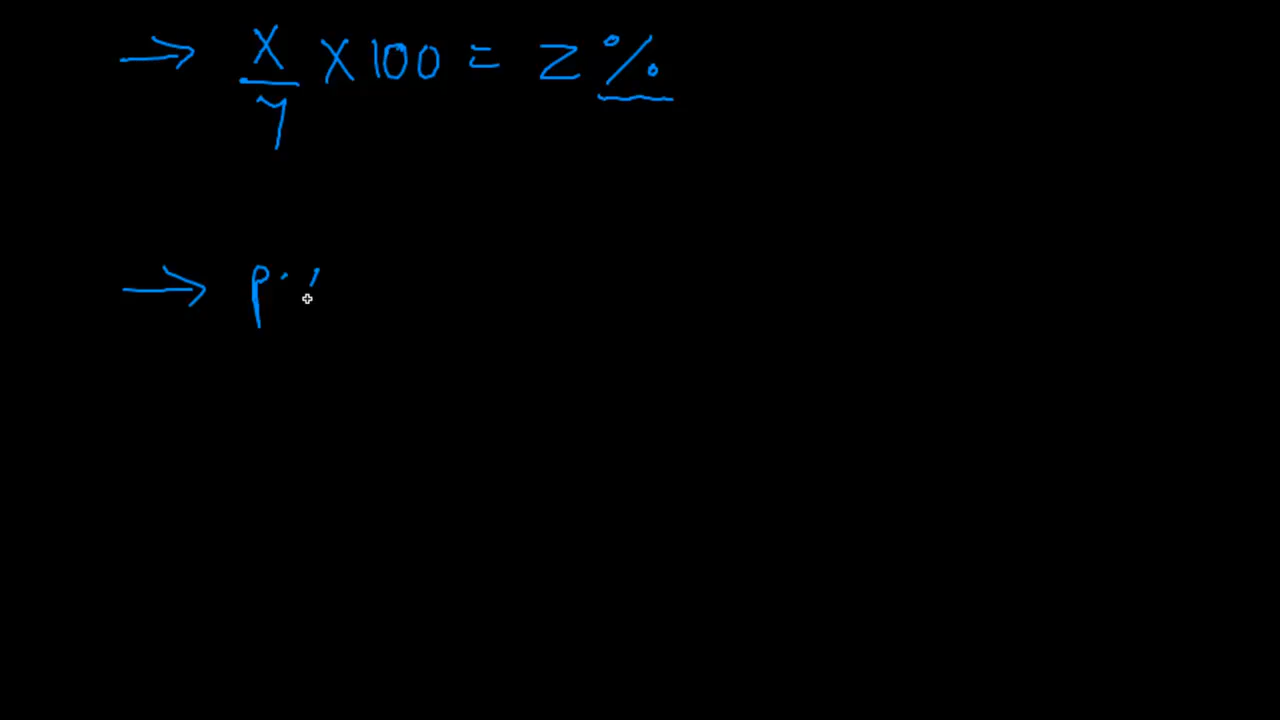 → X/Y × 100 = Z %
→ P